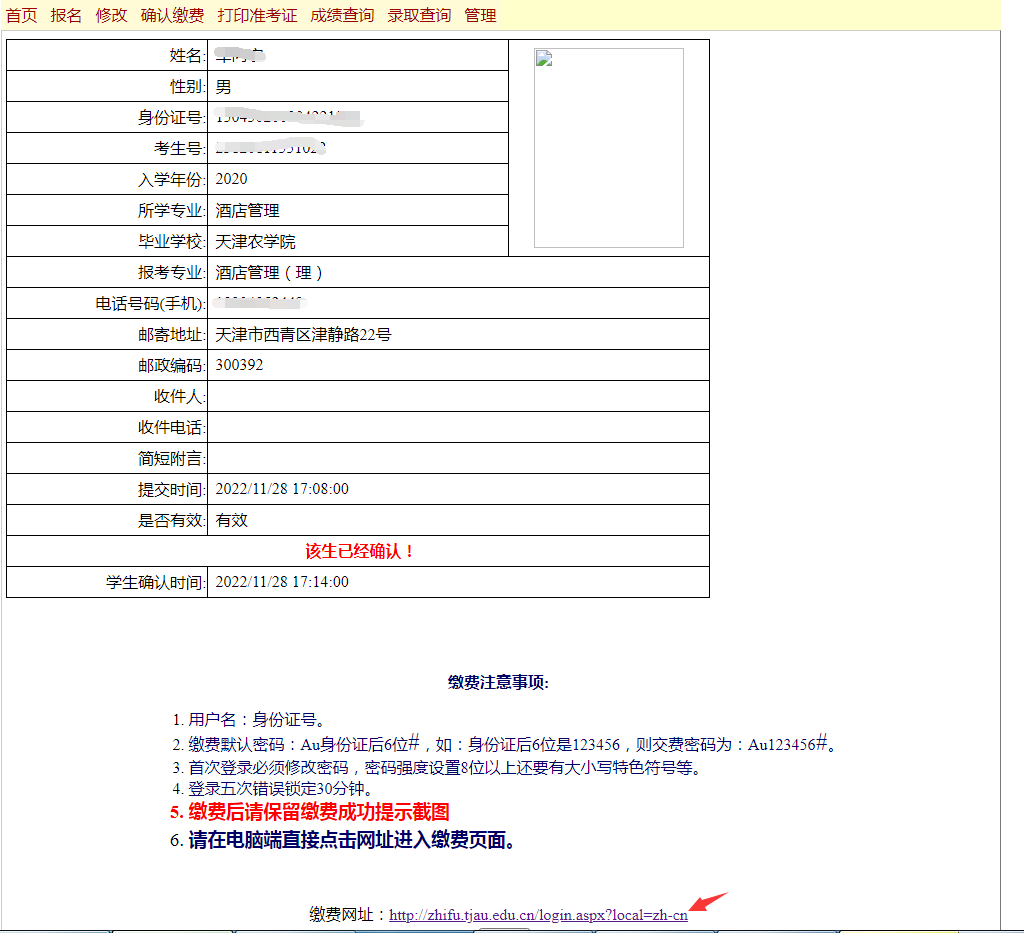 首页 报名 修改 确认缴费 打印准考证 成绩查询 录取查询 管理
姓名:
性别: 男
身份证号:
考生号:
入学年份: 2020
所学专业: 酒店管理
毕业学校: 天津农学院
报考专业: 酒店管理（理）
电话号码(手机):
邮寄地址: 天津市西青区津静路22号
邮政编码: 300392
收件人:
收件电话:
简短附言:
提交时间: 2022/11/28 17:08:00
是否有效: 有效
该生已经确认！
学生确认时间: 2022/11/28 17:14:00
缴费注意事项:
1. 用户名：身份证号。
2. 缴费默认密码：Au身份证后6位#，如：身份证后6位是123456，则交费密码为：Au123456#。
3. 首次登录必须修改密码，密码强度设置8位以上还要有大小写特色符号等。
4. 登录五次错误锁定30分钟。
5. 缴费后请保留缴费成功提示截图
6. 请在电脑端直接点击网址进入缴费页面。
缴费网址：http://zhifu.tjau.edu.cn/login.aspx?local=zh-cn